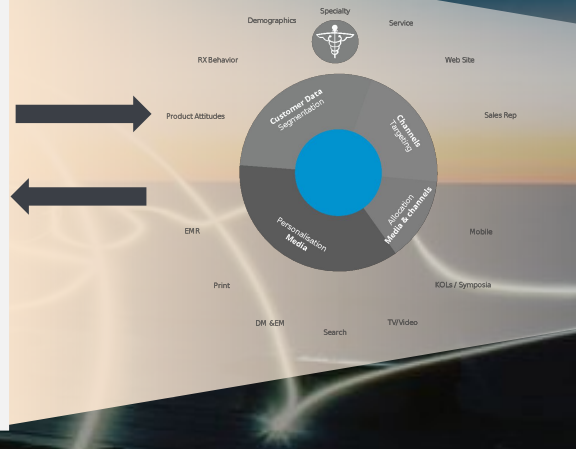 Specialty
Demographics
Service
RX Behavior
Web Site
Product Attitudes
Sales Rep
Customer Data
Segmentation
Channels
Targeting
Allocation
Media & channels
Personalisation
Media
EMR
Mobile
Print
KOLs / Symposia
DM &EM
TV/Video
Search